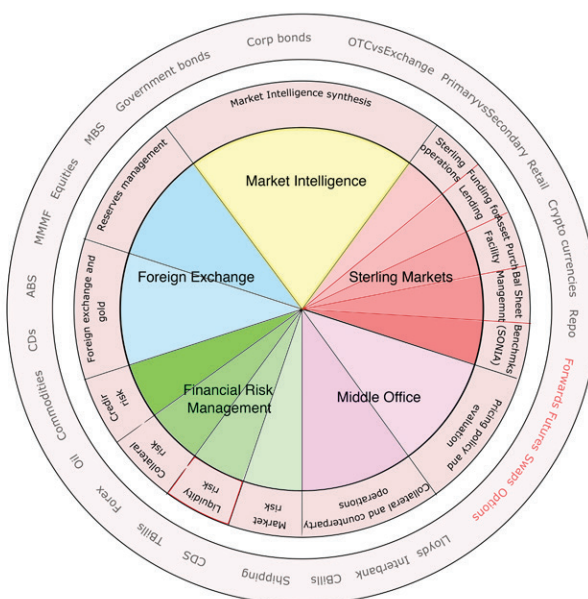 Corp bonds
OTCvsExchange
PrimaryvsSecondary
Retail
Crypto currencies
Repo
Forwards Futures Swaps Options
Lloyds
Interbank
CBills
Shipping
CDS
TBills
Forex
Oil
Commodities
CDs
ABS
MMMF
Equities
MBS
Government bonds
Market Intelligence synthesis
Sterling
operations
Funding for
Lending
Asset Purch
Facility
Bal Sheet
Mangemnt
Benchmks
(SONIA)
Pricing policy and
evaluation
Collateral and counterparty
operations
Market
risk
Liquidity
risk
Collateral
risk
Credir
risk
Foreign exchange and
gold
Reserves management
Market Intelligence
Foreign Exchange
Sterling Markets
Financial Risk
Management
Middle Office